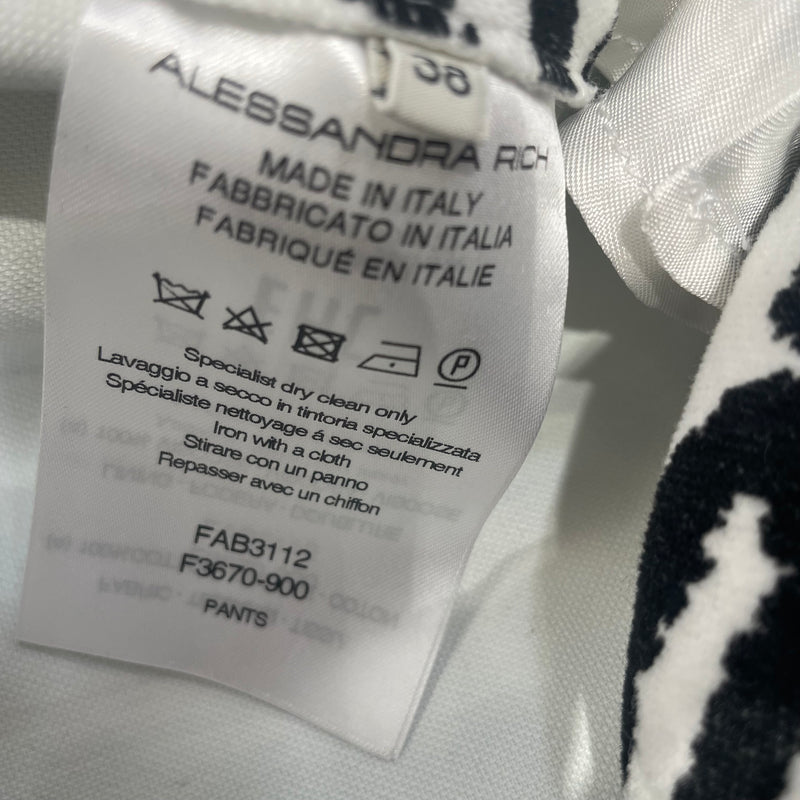 38
ALESSANDRA RICH
MADE IN ITALY
FABBRICATO IN ITALIA
FABRIQUÉ EN ITALIE
P
Specialist dry clean only
Lavaggio a secco in tintoria specializzata
Spécialiste nettoyage á sec seulement
Iron with a cloth
Stirare con un panno
Repasser avec un chiffon
FAB3112
F3670-900
PANTS